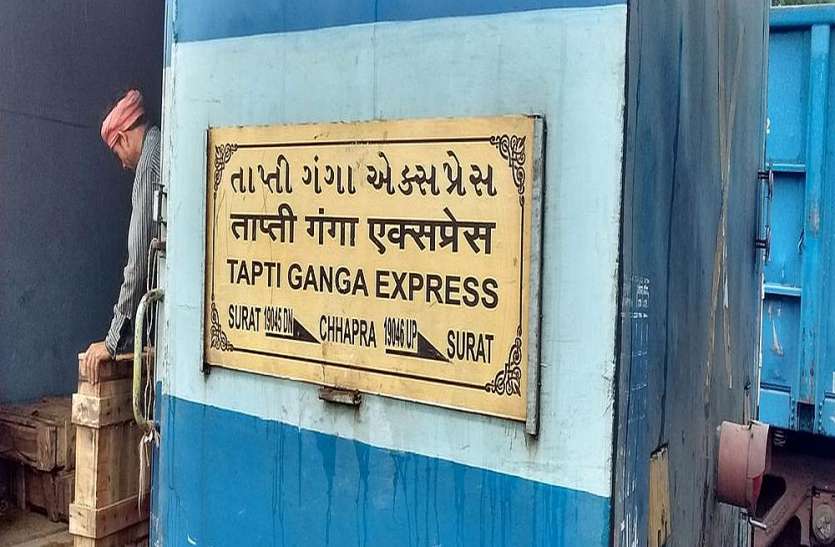 તાપ્તી ગંગા એક્સપ્રેસ
ताप्ती गंगा एक्सप्रेस
TAPTI GANGA EXPRESS
SURAT 19045 DN CHHAPRA 19046 UP SURAT